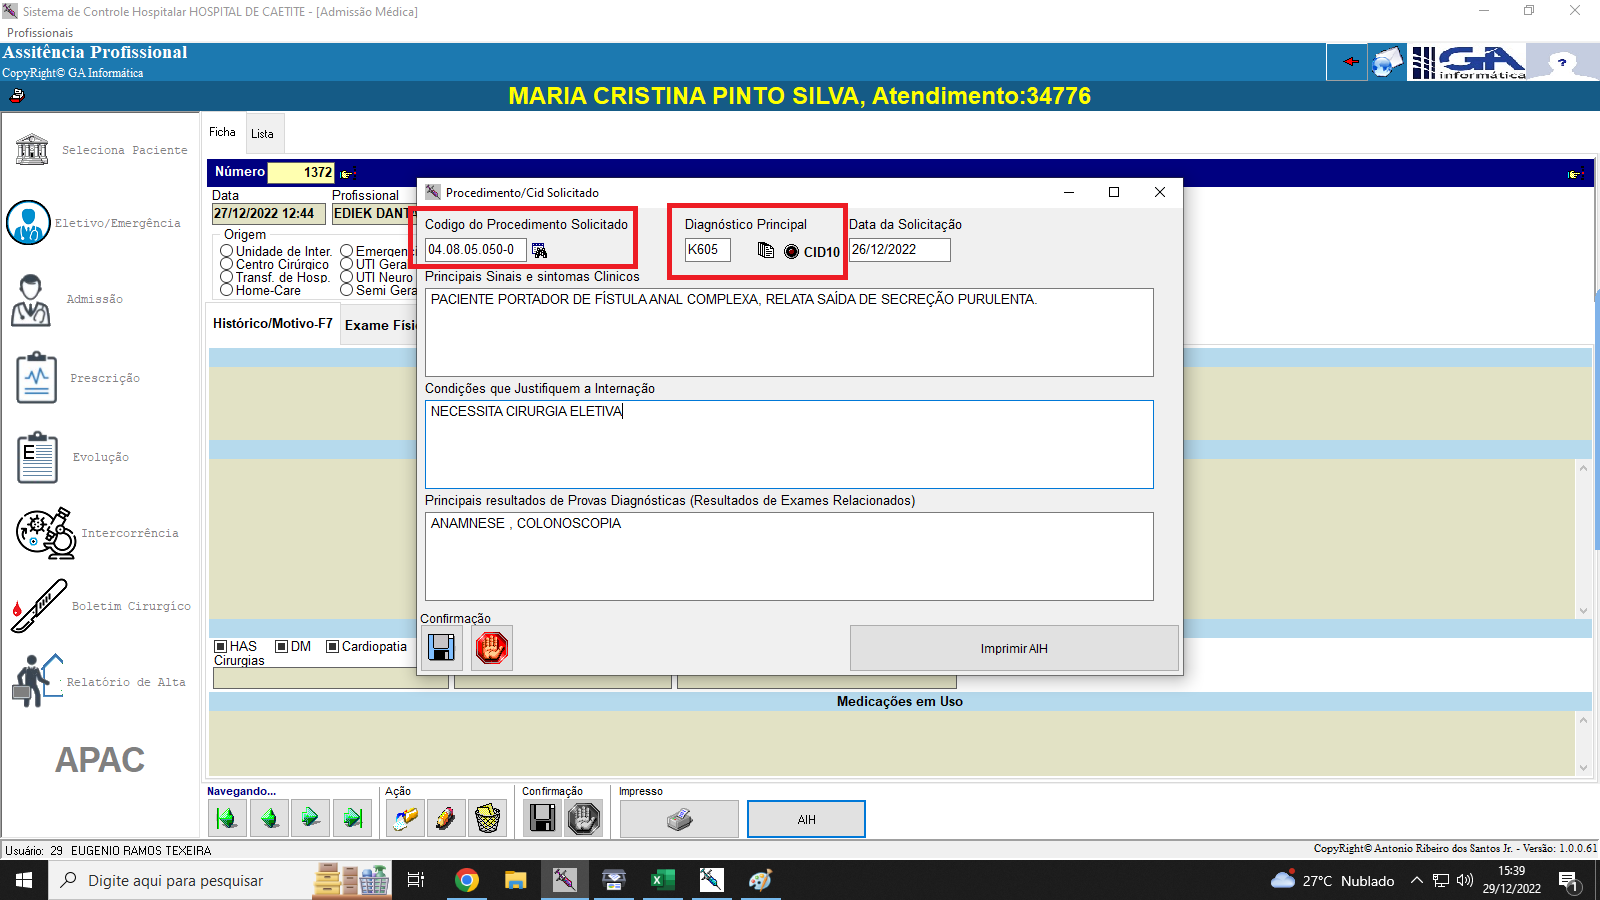 Sistema de Controle Hospitalar HOSPITAL DE CAETITE - [Admissão Médica]
Profissionais
Assitência Profissional
CopyRight© GA Informática
GA informática
MARIA CRISTINA PINTO SILVA, Atendimento:34776
Seleciona Paciente
Eletivo/Emergência
Admissão
Prescrição
Evolução
Intercorrência
Boletim Cirurgíco
Relatório de Alta
APAC
Ficha
Lista
Número 1372
Data
Profissional
27/12/2022 12:44
EDIEK DANT
Origem
Unidade de Inter.
Centro Cirúrgico
Transf. de Hosp.
Home-Care
Emergenc
UTI Gera
UTI Neuro
Semi Gera
Histórico/Motivo-F7
Exame Físi
Procedimento/Cid Solicitado
Codigo do Procedimento Solicitado
04.08.05.050-0
Diagnóstico Principal
K605
CID10
Data da Solicitação
26/12/2022
Principais Sinais e sintomas Clinicos
PACIENTE PORTADOR DE FÍSTULA ANAL COMPLEXA, RELATA SAÍDA DE SECREÇÃO PURULENTA.
Condições que Justifiquem a Internação
NECESSITA CIRURGIA ELETIVA
Principais resultados de Provas Diagnósticas (Resultados de Exames Relacionados)
ANAMNESE , COLONOSCOPIA
Confirmação
Imprimir AIH
HAS
DM
Cardiopatia
Cirurgias
Medicações em Uso
Navegando...
Ação
Confirmação
Impresso
AIH
Usuário: 29 EUGENIO RAMOS TEXEIRA
CopyRight© Antonio Ribeiro dos Santos Jr. - Versão: 1.0.0.61
Digite aqui para pesquisar
27°C Nublado
15:39
29/12/2022
1